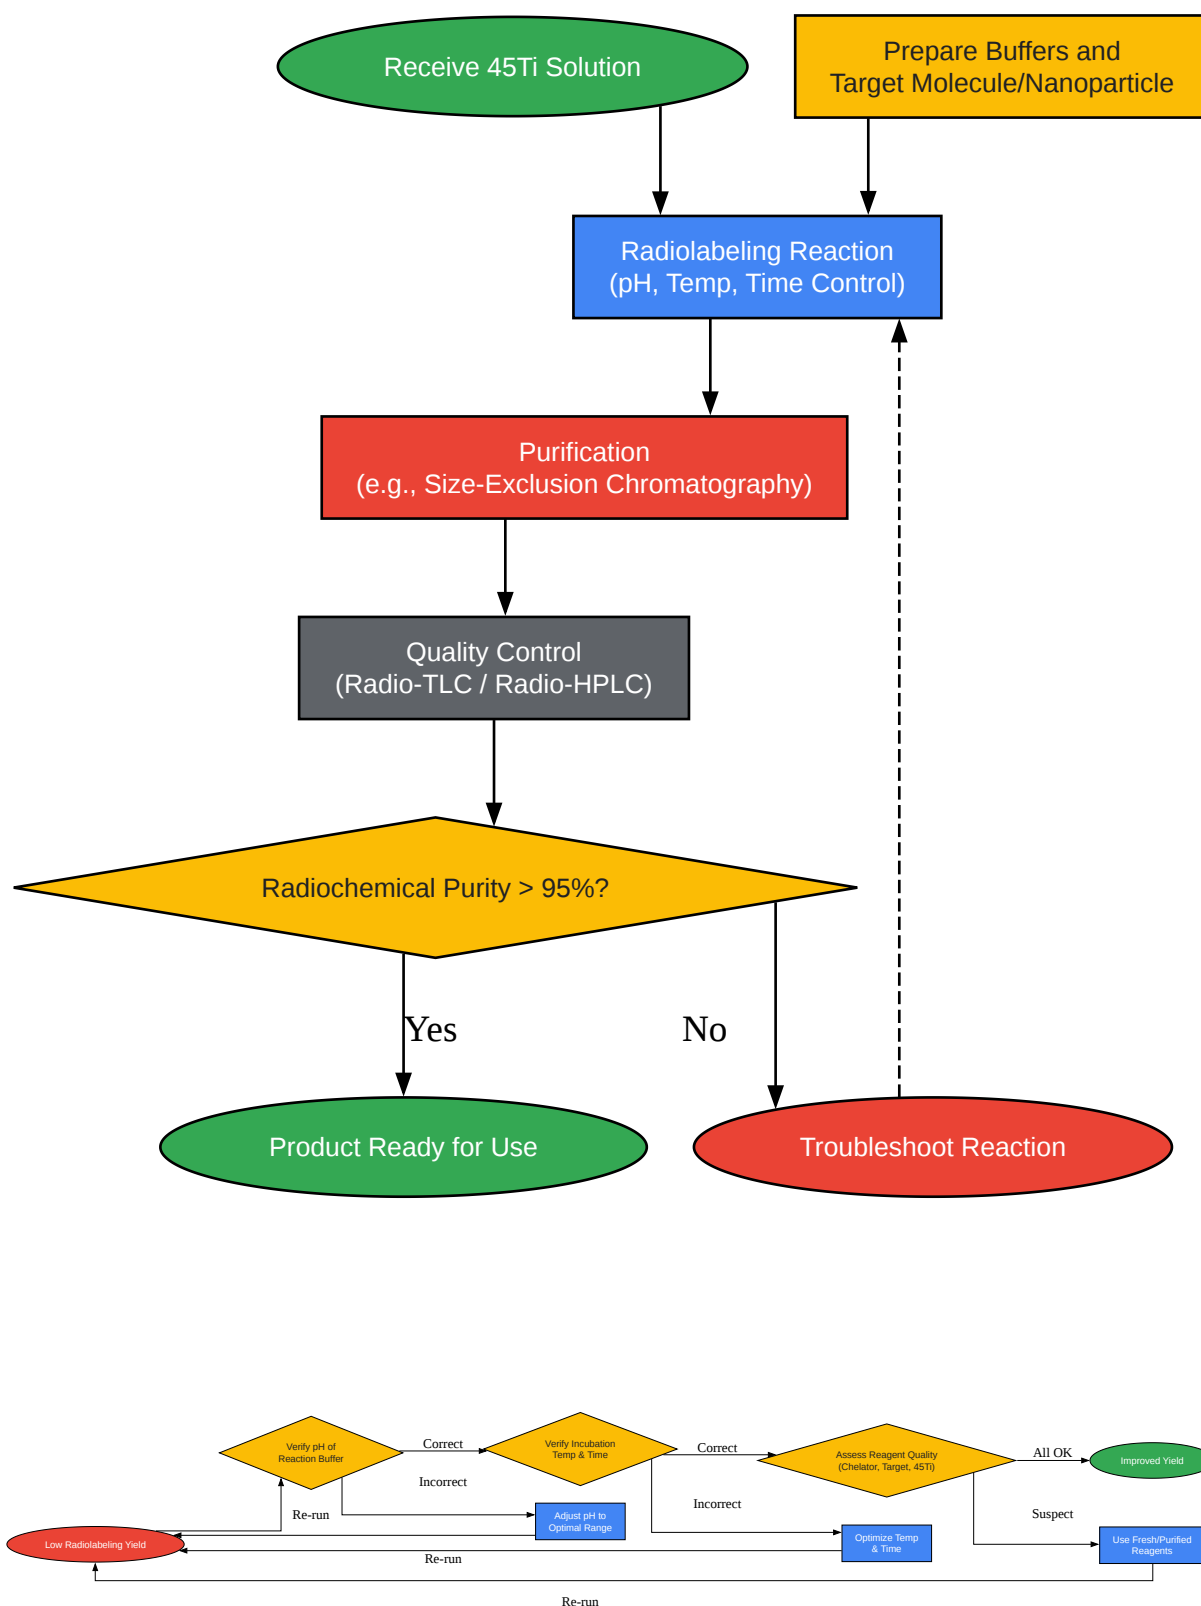 Receive 45Ti Solution
Prepare Buffers and
Target Molecule/Nanoparticle
Radiolabeling Reaction
(pH, Temp, Time Control)
Purification
(e.g., Size-Exclusion Chromatography)
Quality Control
(Radio-TLC / Radio-HPLC)
Radiochemical Purity > 95%?
Yes
No
Product Ready for Use
Troubleshoot Reaction
Verify pH of
Reaction Buffer
Correct
Verify Incubation
Temp & Time
Correct
Assess Reagent Quality
(Chelator, Target, 45Ti)
All OK
Improved Yield
Incorrect
Incorrect
Suspect
Re-run
Adjust pH to
Optimal Range
Low Radiolabeling Yield
Optimize Temp
& Time
Use Fresh/Purified
Reagents
Re-run
Re-run